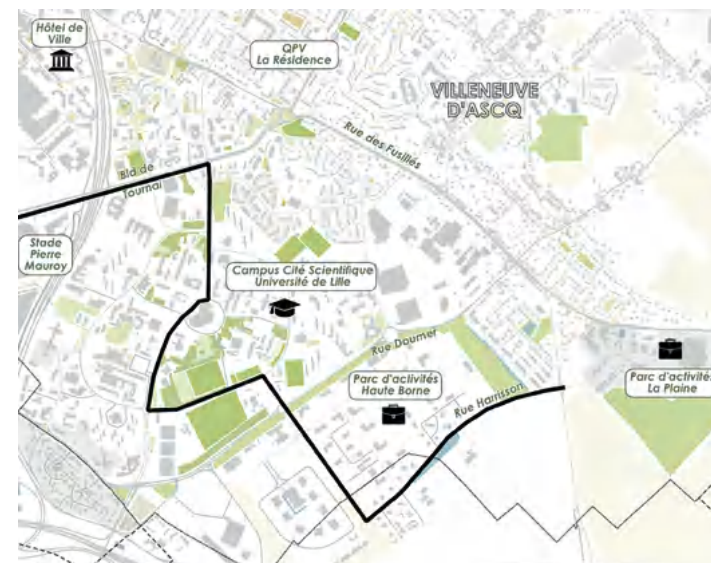 Hôtel de
Ville
QPV
La Résidence
VILLENEUVE
D'ASCQ
Rue des Fusillés
Bld de
Tournai
Stade
Pierre
Mauroy
Campus Cité Scientifique
Université de Lille
Rue Doumer
Parc d'activités
Haute Borne
Rue Harrisson
Parc d'activités
La Plaine